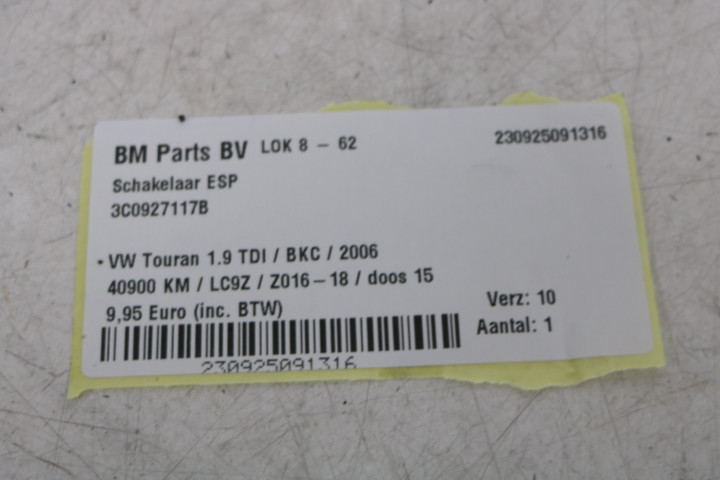 BM Parts BV LOK 8 - 62 230925091316
Schakelaar ESP
3C0927117B
VW Touran 1.9 TDI / BKC / 2006
40900 KM / LC9Z / Z016-18 / doos 15
9,95 Euro (inc. BTW)
Verz: 10
Aantal: 1
230925091316